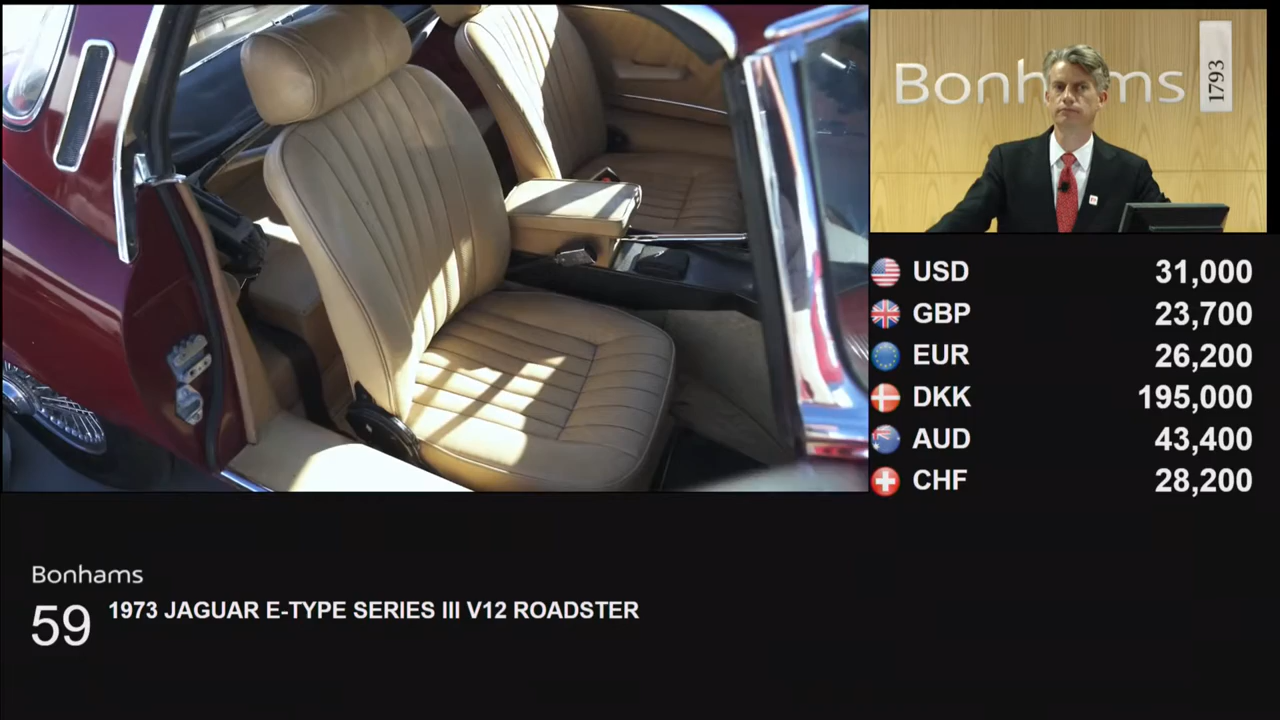 Bonhams
1793
USD 31,000
GBP 23,700
EUR 26,200
DKK 195,000
AUD 43,400
CHF 28,200
Bonhams
59 1973 JAGUAR E-TYPE SERIES III V12 ROADSTER